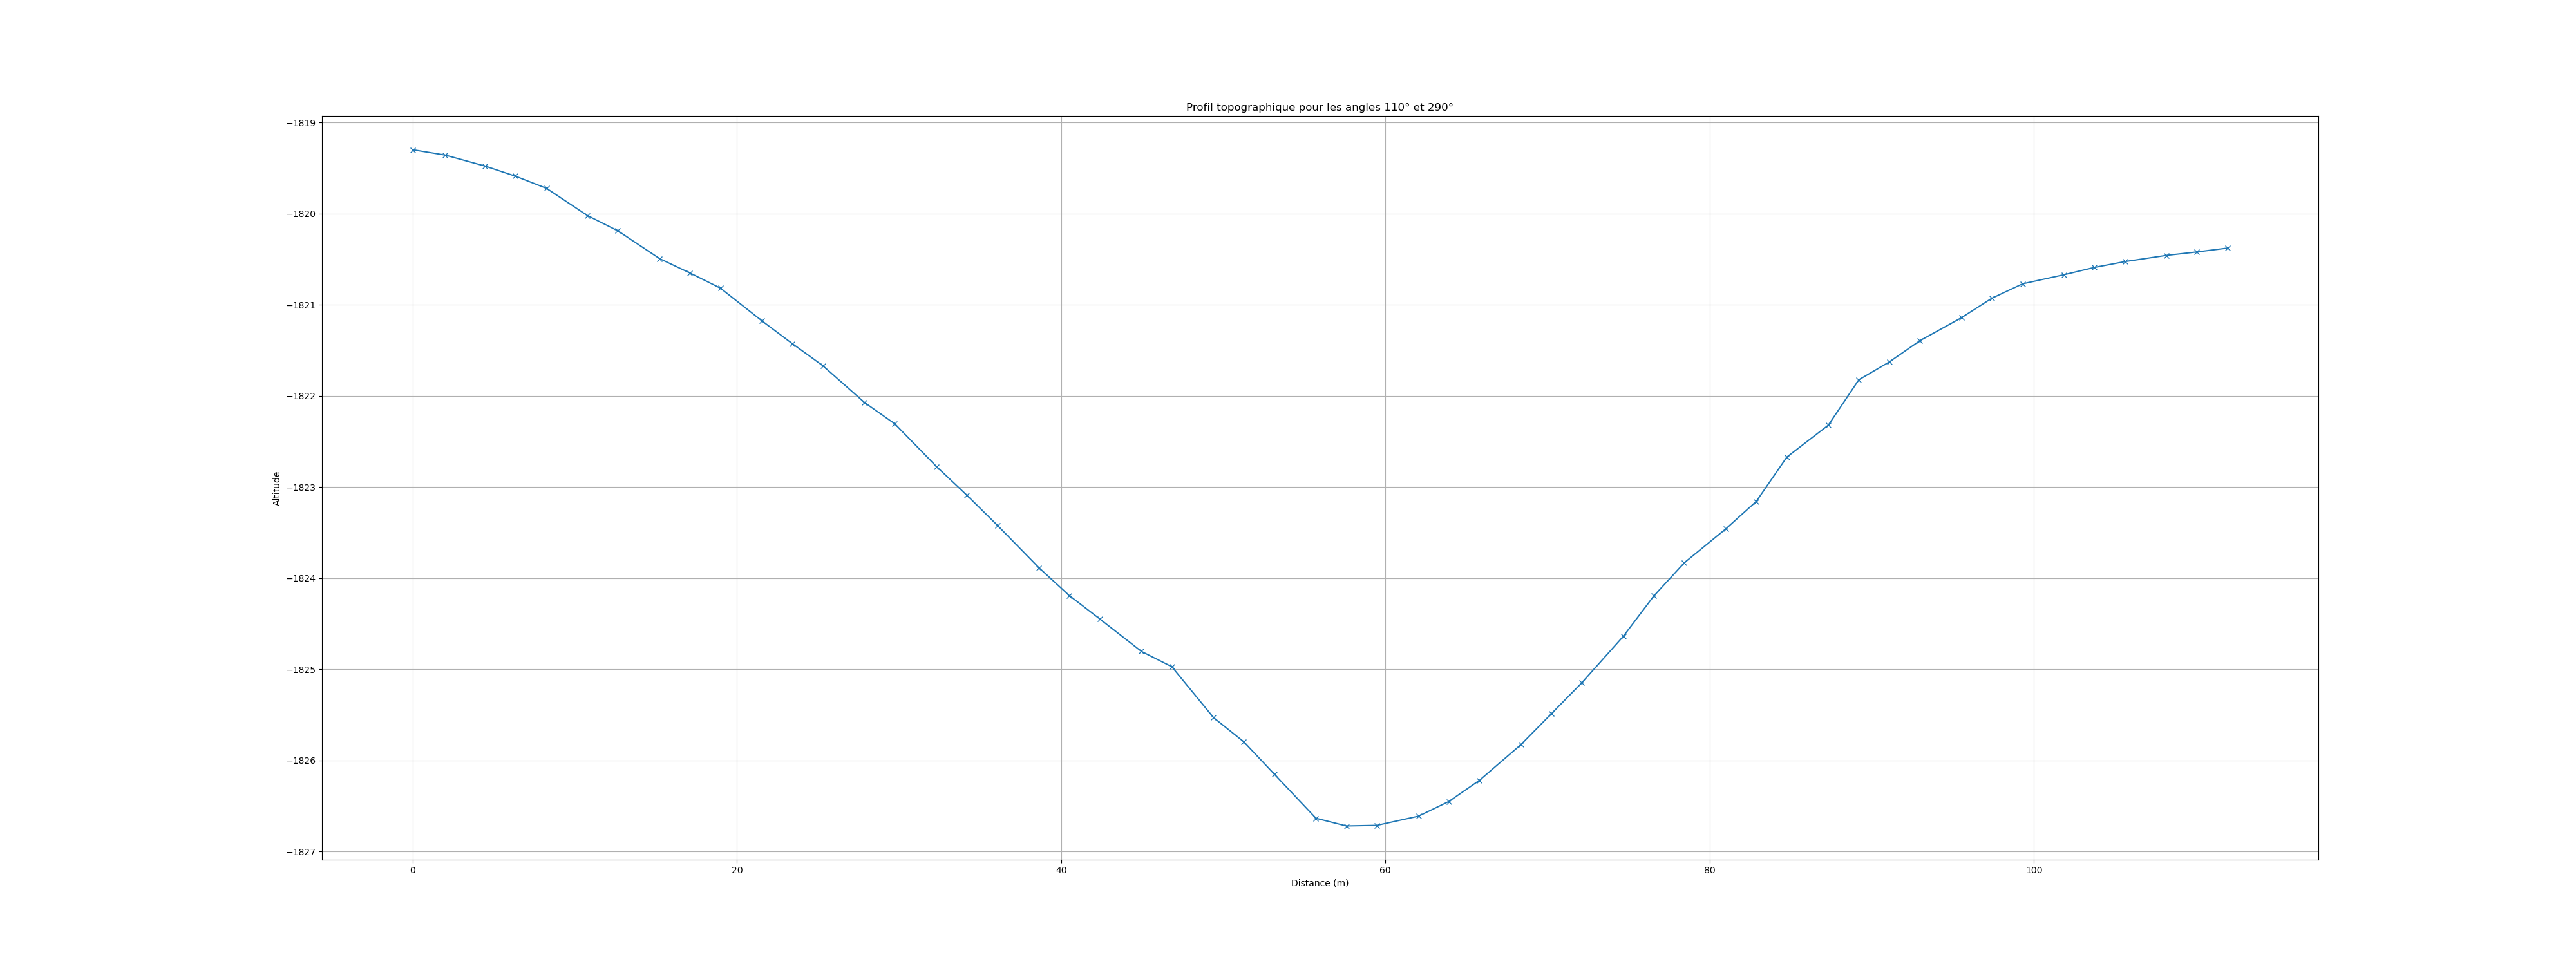 Profil topographique pour les angles 110° et 290°
−1819
−1820
−1821
−1822
−1823
−1824
−1825
−1826
−1827
Altitude
0 20 40 60 80 100
Distance (m)